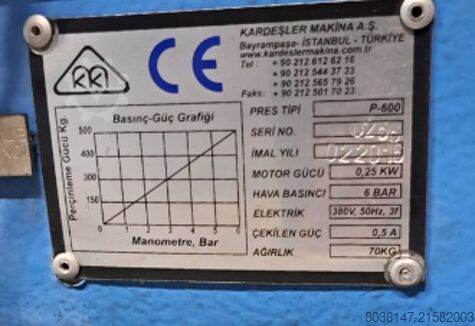 KARDEŞLER MAKİNA A.Ş.
Bayrampaşa- İSTANBUL - TÜRKİYE
www.kardeslermakina.com.tr
Tel : + 90 212 612 62 16
+ 90 212 544 37 33
+ 90 212 565 79 26
Faks: + 90 212 501 70 23
CE
Basınç-Güç Grafiği
Perçinleme Gücü Kg.
500
300
150
0 1 2 3 4 5 6
Manometre, Bar
PRES TİPİ P-600
SERİ NO.
İMAL YILI
MOTOR GÜCÜ 0,25 KW
HAVA BASINCI 6 BAR
ELEKTRİK 380V, 50Hz, 3f
ÇEKİLEN GÜÇ 0,5 A
AĞIRLIK 70KG
8036147-21582003